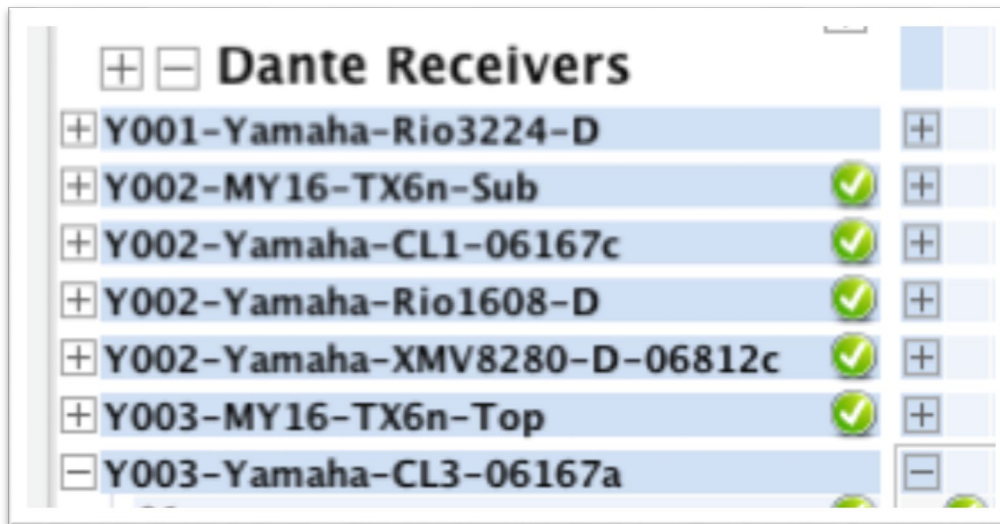 Dante Receivers
Y001-Yamaha-Rio3224-D
Y002-MY16-TX6n-Sub
Y002-Yamaha-CL1-06167c
Y002-Yamaha-Rio1608-D
Y002-Yamaha-XMV8280-D-06812c
Y003-MY16-TX6n-Top
Y003-Yamaha-CL3-06167a